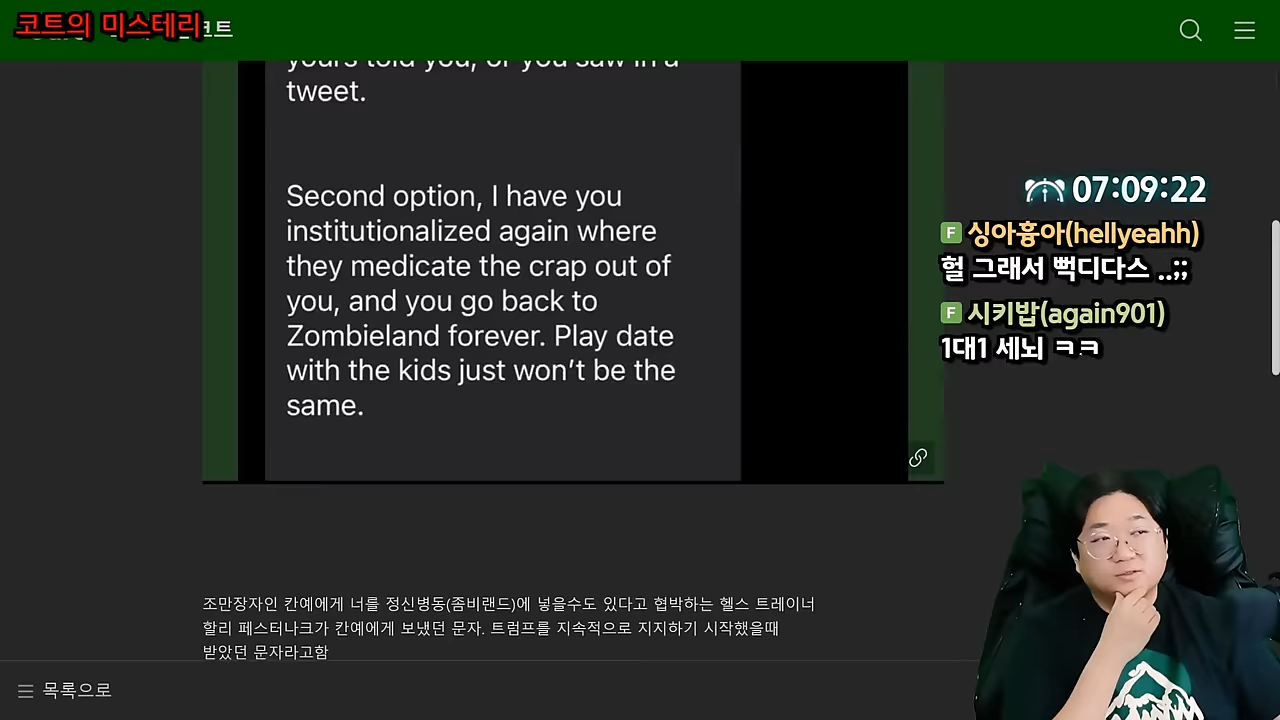 코트의 미스테리
코트
tweet.
Second option, I have you
institutionalized again where
they medicate the crap out of
you, and you go back to
Zombieland forever. Play date
with the kids just won’t be the
same.
07:09:22
F 싱아흉아(hellyeahh)
헐 그래서 뻑디다스 ..;;
F 시키밥(again901)
1대1 세뇌 ㅋㅋ
조만장자인 칸예에게 너를 정신병동(좀비랜드)에 넣을수도 있다고 협박하는 헬스 트레이너
할리 페스터나크가 칸예에게 보냈던 문자. 트럼프를 지속적으로 지지하기 시작했을때
받았던 문자라고함
목록으로